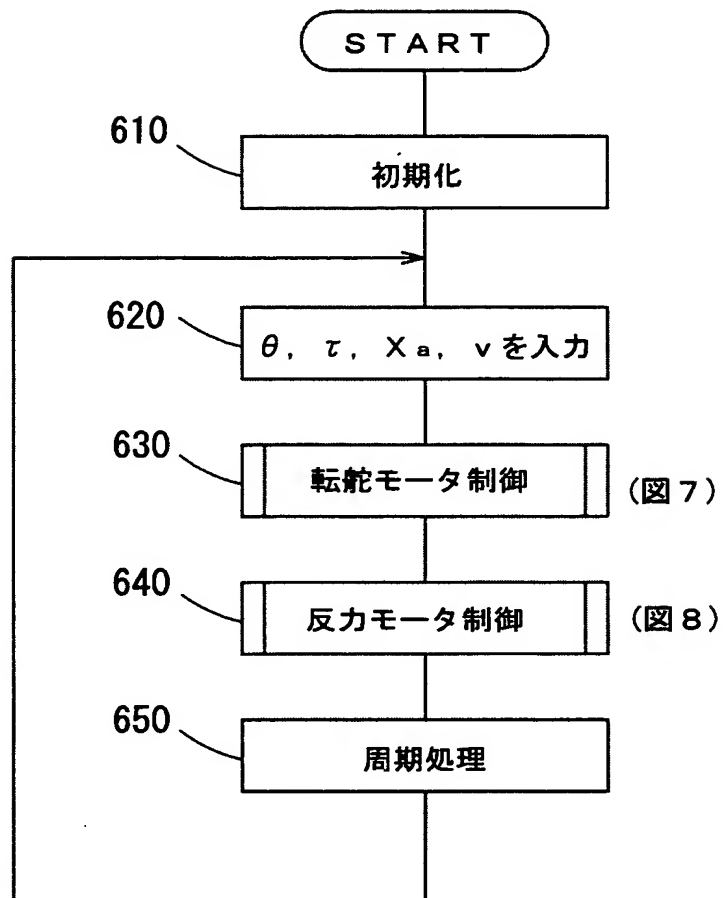 START
610
初期化
620
θ, τ, Xa, vを入力
630
転舵モータ制御
(図7)
640
反力モータ制御
(図8)
650
周期処理